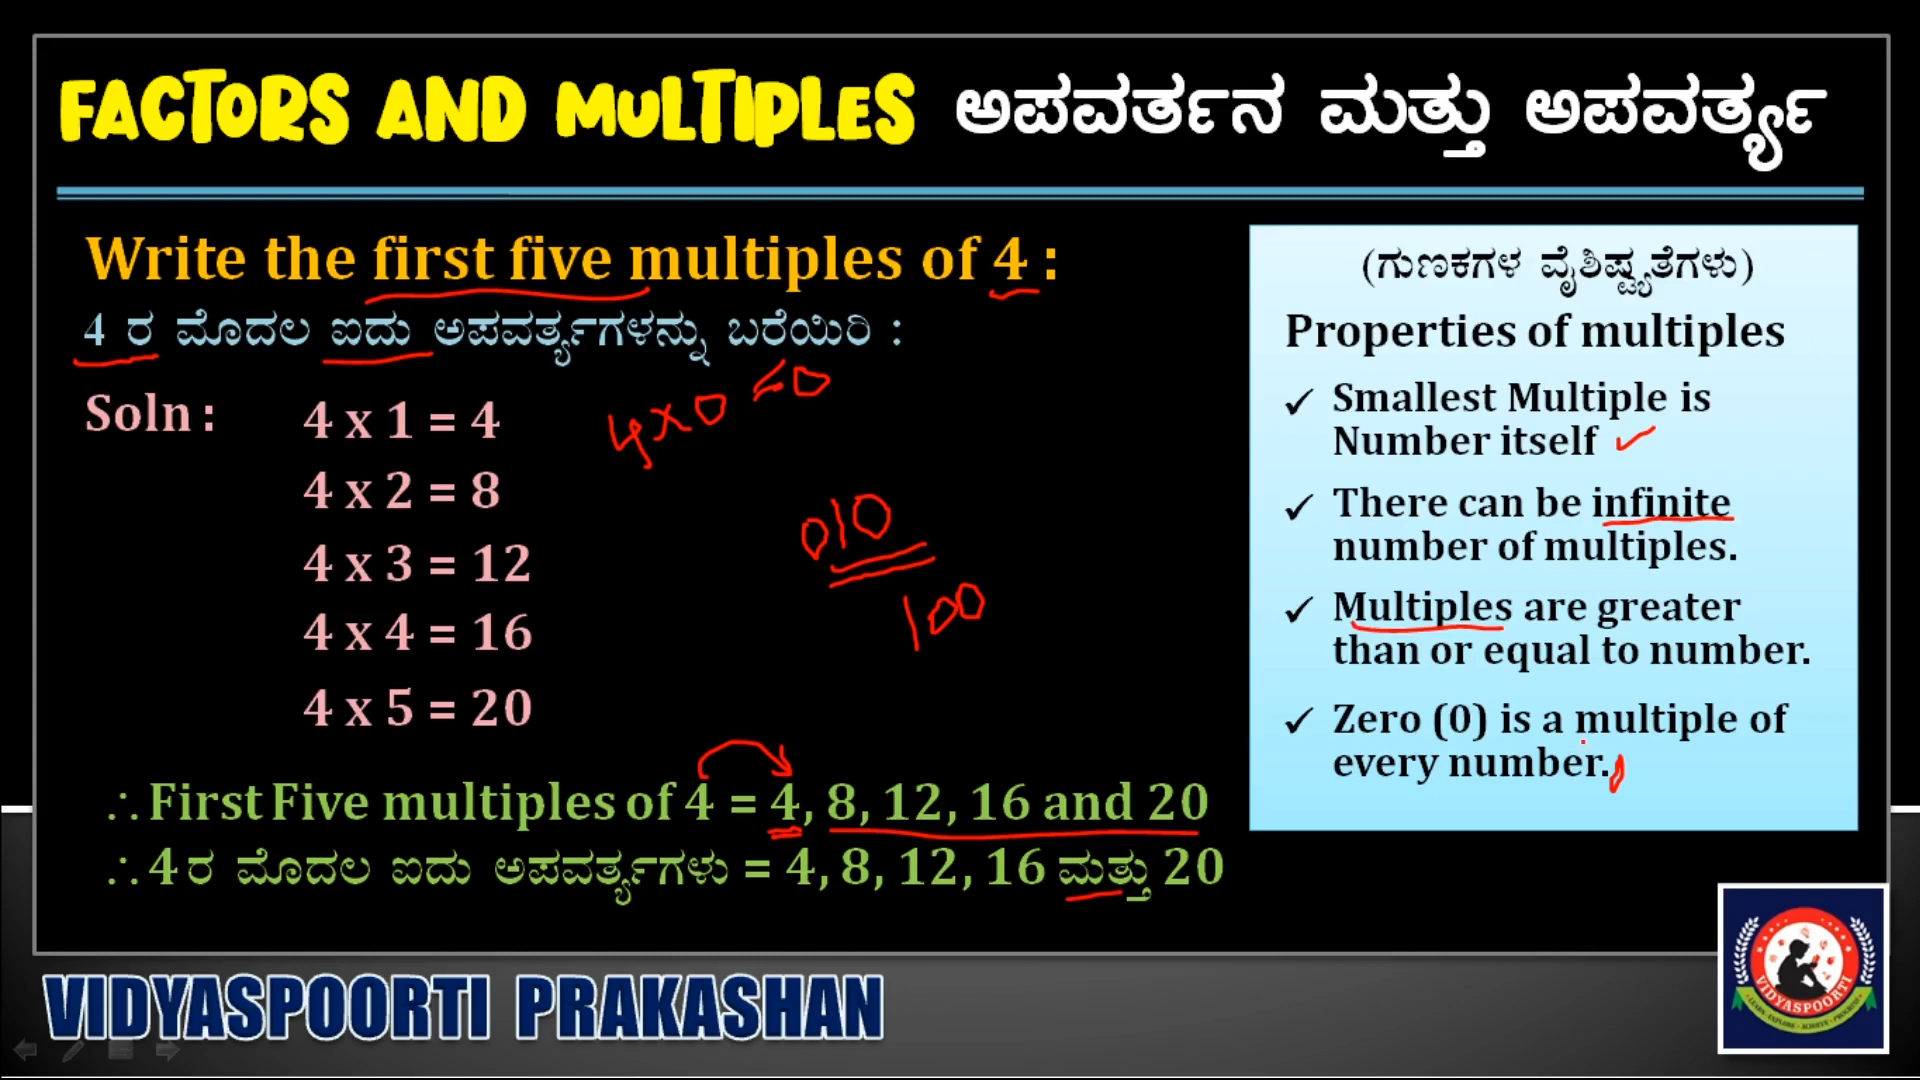 FACTORS AND MULTIPLES ಅಪವರ್ತನ ಮತ್ತು ಅಪವರ್ತ್ಯ
Write the first five multiples of 4 :
4 ರ ಮೊದಲ ಐದು ಅಪವರ್ತ್ಯಗಳನ್ನು ಬರೆಯಿರಿ :
Soln : 4 x 1 = 4
4 x 2 = 8
4 x 3 = 12
4 x 4 = 16
4 x 5 = 20
4 x 0 = 0
010
100
∴ First Five multiples of 4 = 4, 8, 12, 16 and 20
∴ 4 ರ ಮೊದಲ ಐದು ಅಪವರ್ತ್ಯಗಳು = 4, 8, 12, 16 ಮತ್ತು 20
(ಗುಣಕಗಳ ವೈಶಿಷ್ಟ್ಯತೆಗಳು)
Properties of multiples
✓ Smallest Multiple is
Number itself ✓
✓ There can be infinite
number of multiples.
✓ Multiples are greater
than or equal to number.
✓ Zero (0) is a multiple of
every number.
VIDYASPOORTI PRAKASHAN
VIDYASPOORTI